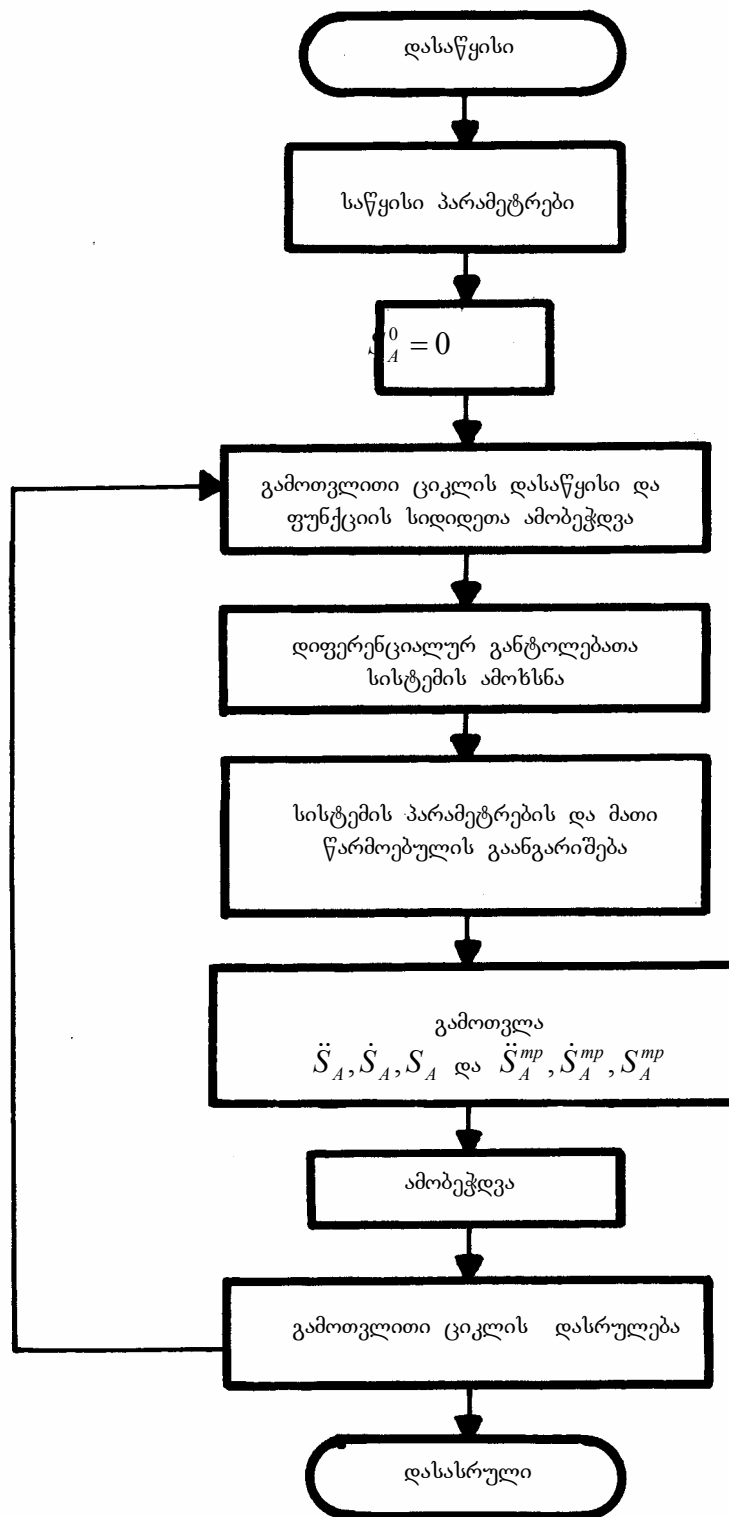 დასაწყისი
საწყისი პარამეტრები
S_A^0 = 0
გამოთვლითი ციკლის დასაწყისი და
ფუნქციის სიდიდეთა ამობეჭდვა
დიფერენციალურ განტოლებათა
სისტემის ამოხსნა
სისტემის პარამეტრების და მათი
წარმოებულის გაანგარიშება
გამოთვლა
S̈_A, Ṡ_A, S_A და S̈_A^{mp}, Ṡ_A^{mp}, S_A^{mp}
ამობეჭდვა
გამოთვლითი ციკლის დასრულება
დასასრული